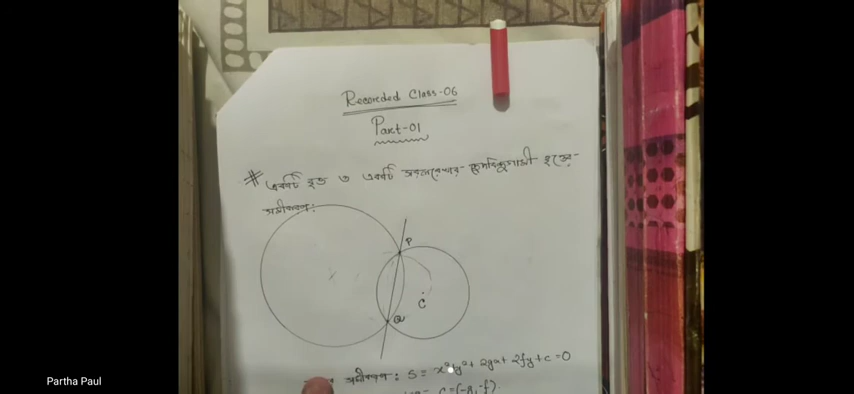 Recorded Class-06
Part-01
# একটি বৃত্ত ও একটি সরলরেখার ছেদবিন্দুগামী বৃত্তের
সমীকরণ:
P
C
Q
সমীকরণ: S = x²+y²+2gx+2fy+c=0
C=(-g,-f).
Partha Paul